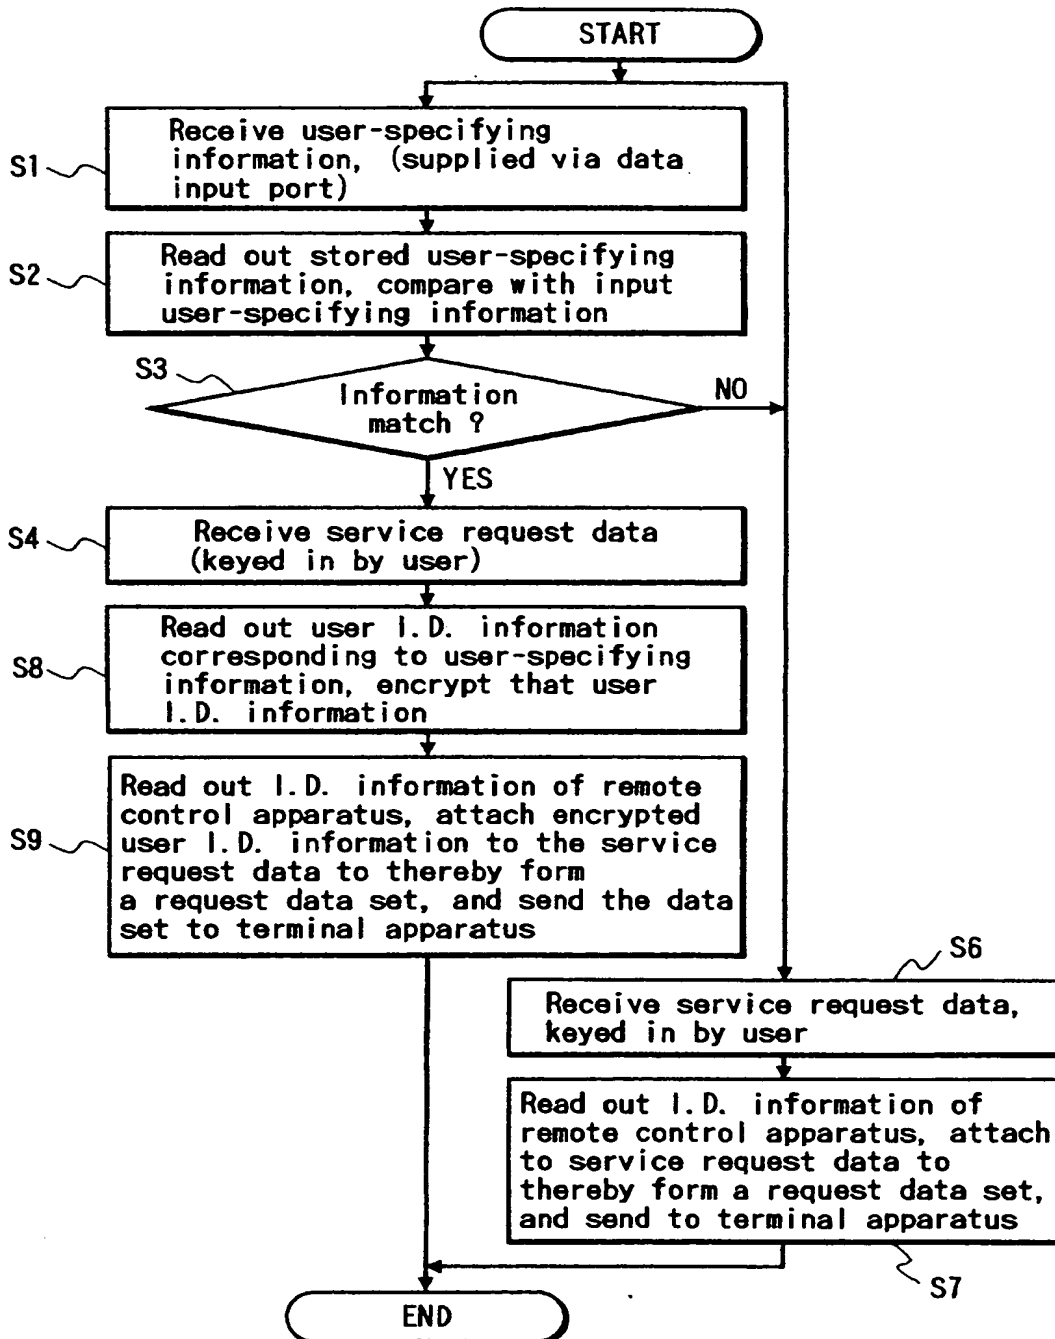 START
S1
Receive user-specifying
information, (supplied via data
input port)
S2
Read out stored user-specifying
information, compare with input
user-specifying information
S3
Information
match ?
NO
YES
S4
Receive service request data
(keyed in by user)
S8
Read out user I.D. information
corresponding to user-specifying
information, encrypt that user
I.D. information
S9
Read out I.D. information of remote
control apparatus, attach encrypted
user I.D. information to the service
request data to thereby form
a request data set, and send the data
set to terminal apparatus
S6
Receive service request data,
keyed in by user
Read out I.D. information of
remote control apparatus, attach
to service request data to
thereby form a request data set,
and send to terminal apparatus
S7
END